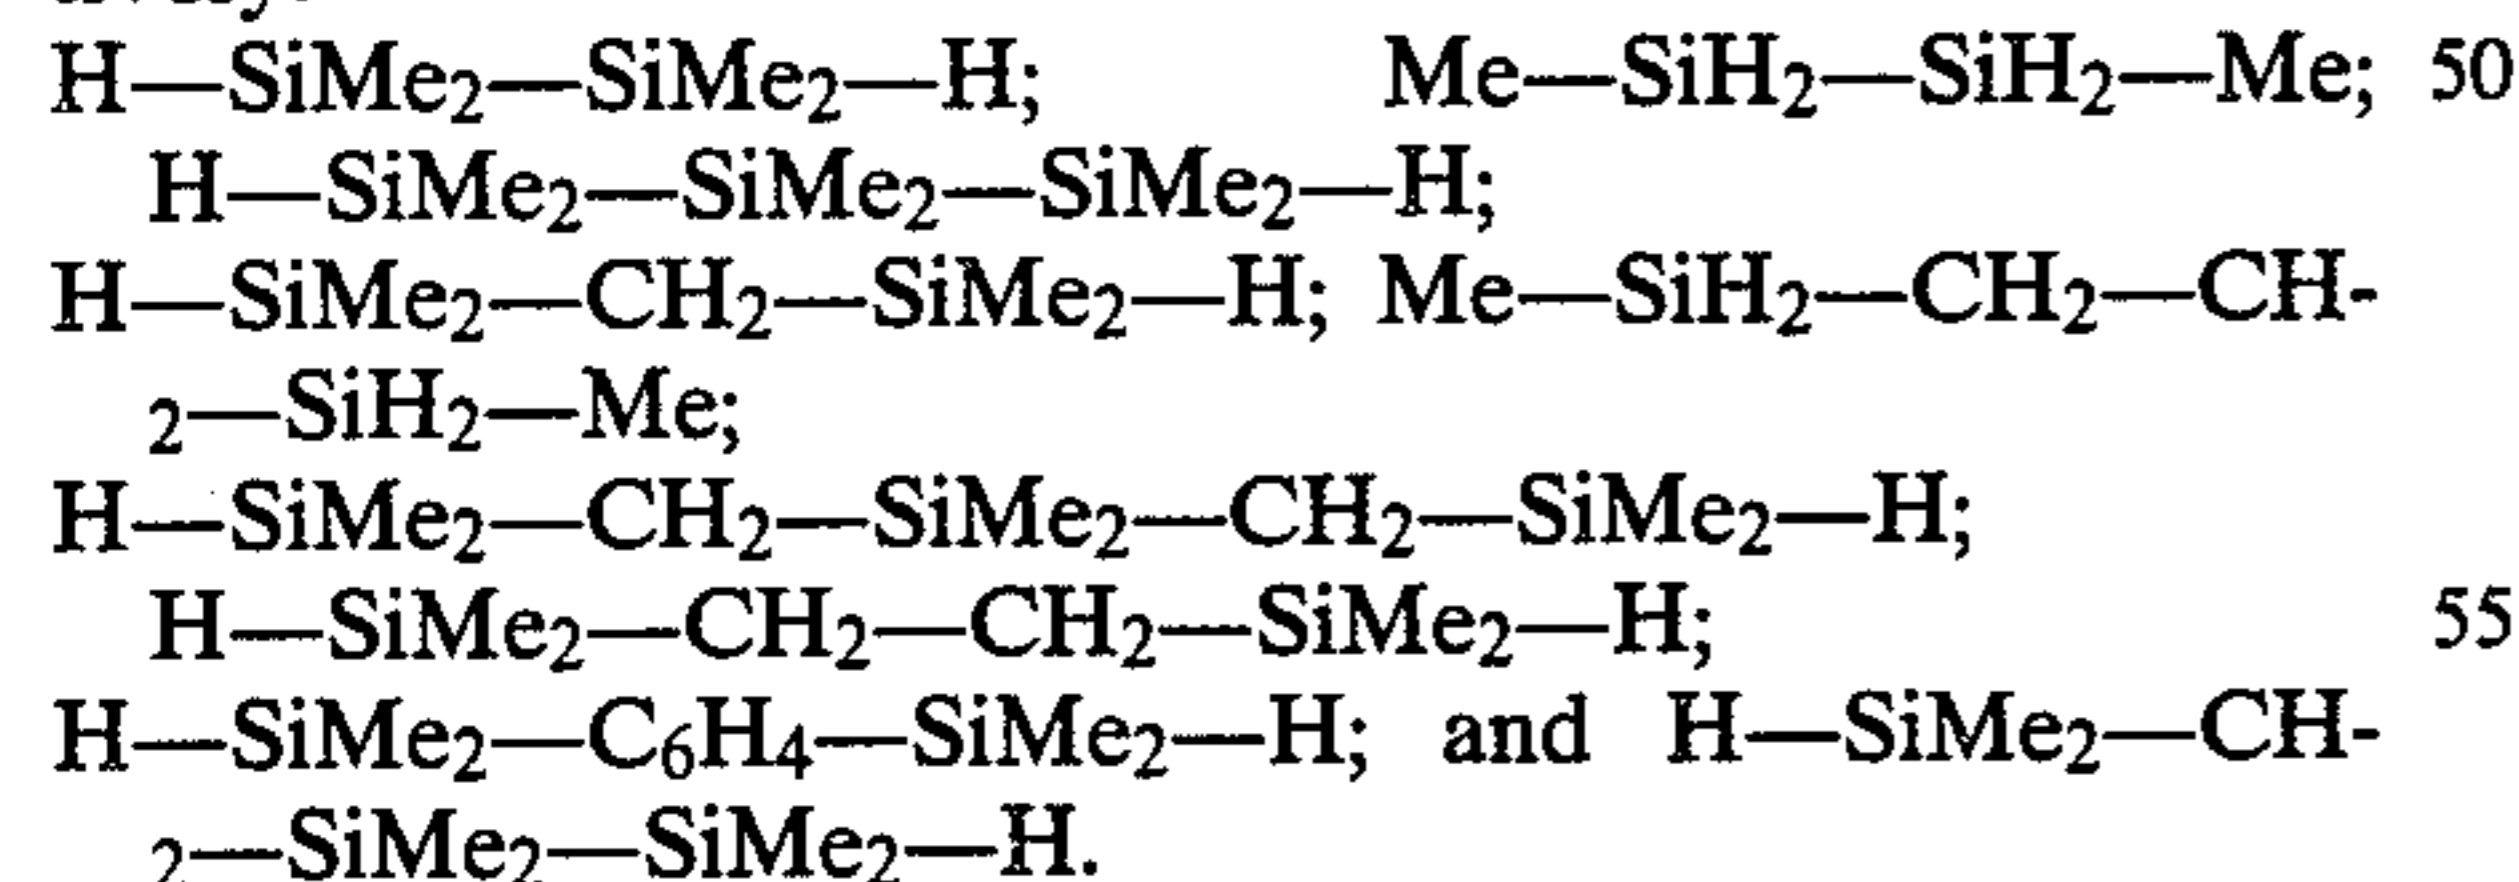 H—SiMe₂—SiMe₂—H; Me—SiH₂—SiH₂—Me; 50
H—SiMe₂—SiMe₂—SiMe₂—H;
H—SiMe₂—CH₂—SiMe₂—H; Me—SiH₂—CH₂—CH-
₂—SiH₂—Me;
H—SiMe₂—CH₂—SiMe₂—CH₂—SiMe₂—H;
H—SiMe₂—CH₂—CH₂—SiMe₂—H; 55
H—SiMe₂—C₆H₄—SiMe₂—H; and H—SiMe₂—CH-
₂—SiMe₂—SiMe₂—H.